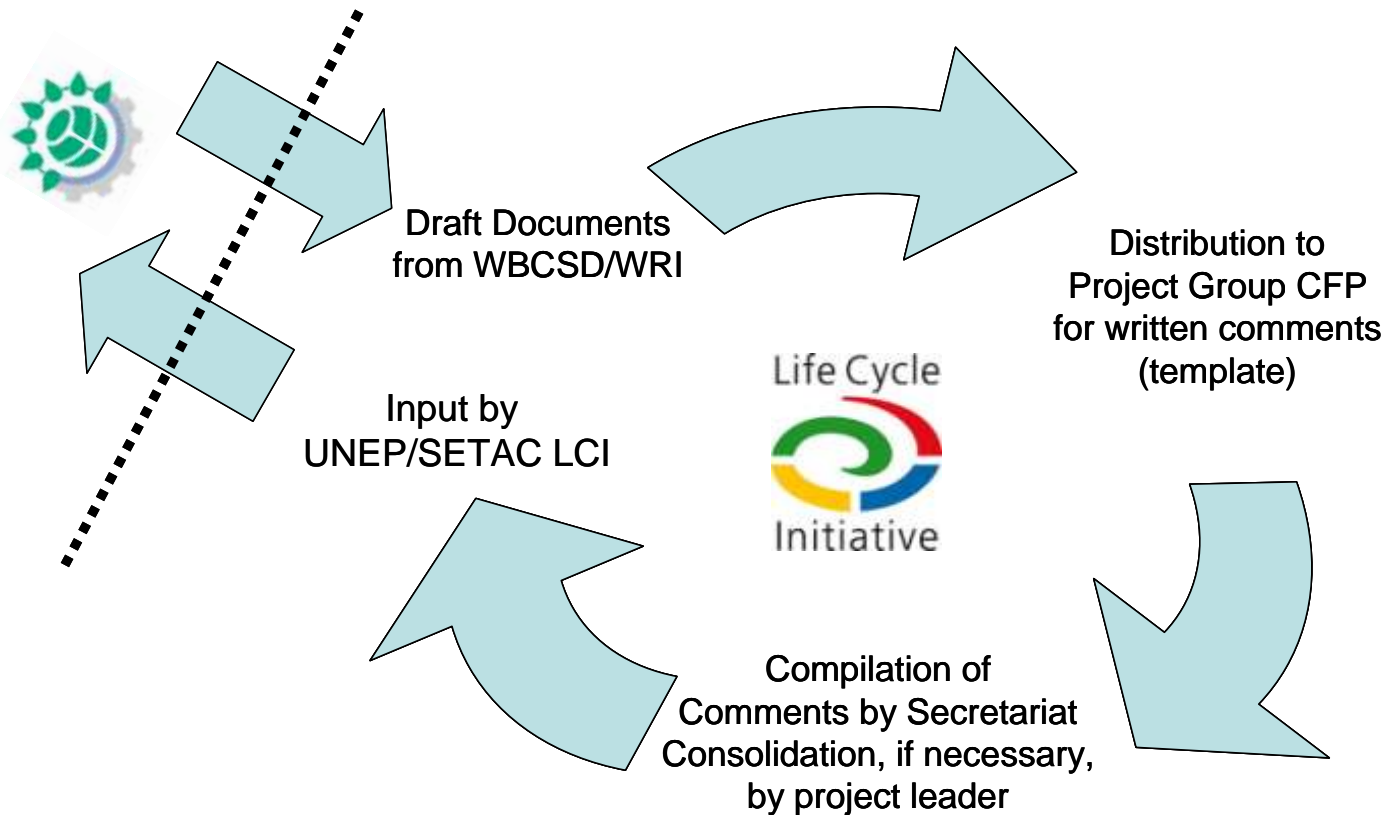 Draft Documents
from WBCSD/WRI
Distribution to
Project Group CFP
for written comments
(template)
Life Cycle
Initiative
Input by
UNEP/SETAC LCI
Compilation of
Comments by Secretariat
Consolidation, if necessary,
by project leader